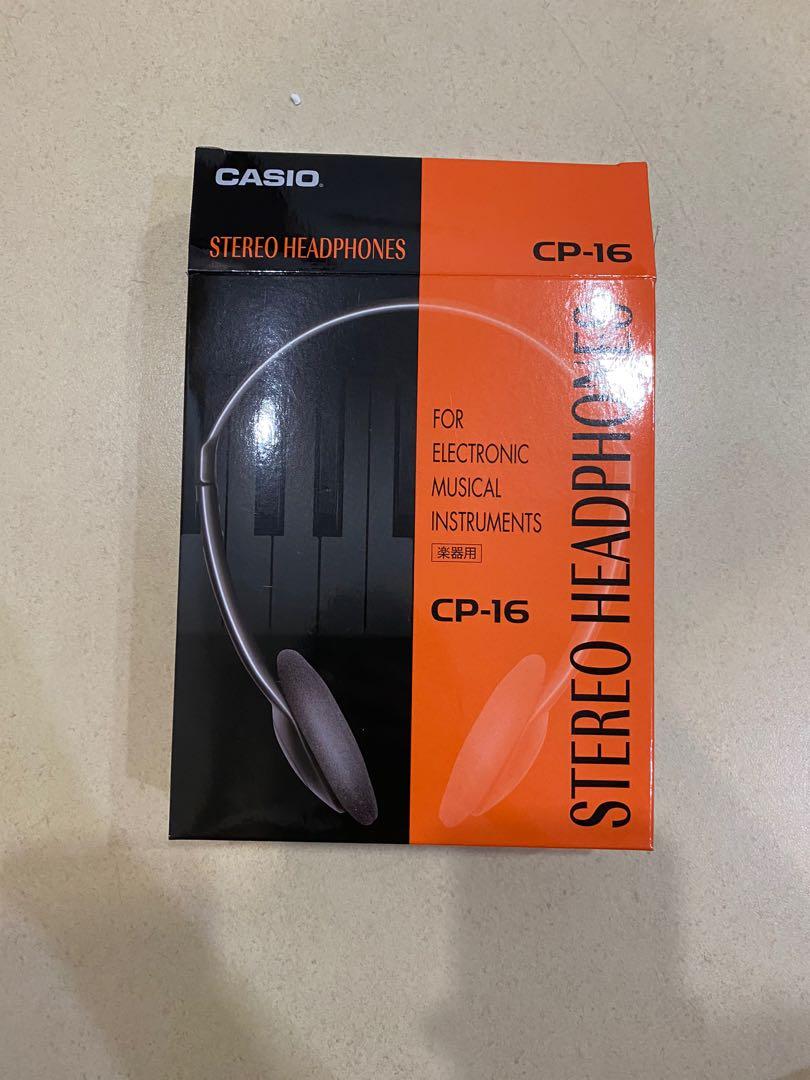 CASIO
STEREO HEADPHONES
CP-16
FOR
ELECTRONIC
MUSICAL
INSTRUMENTS
楽器用
CP-16
STEREO HEADPHONES